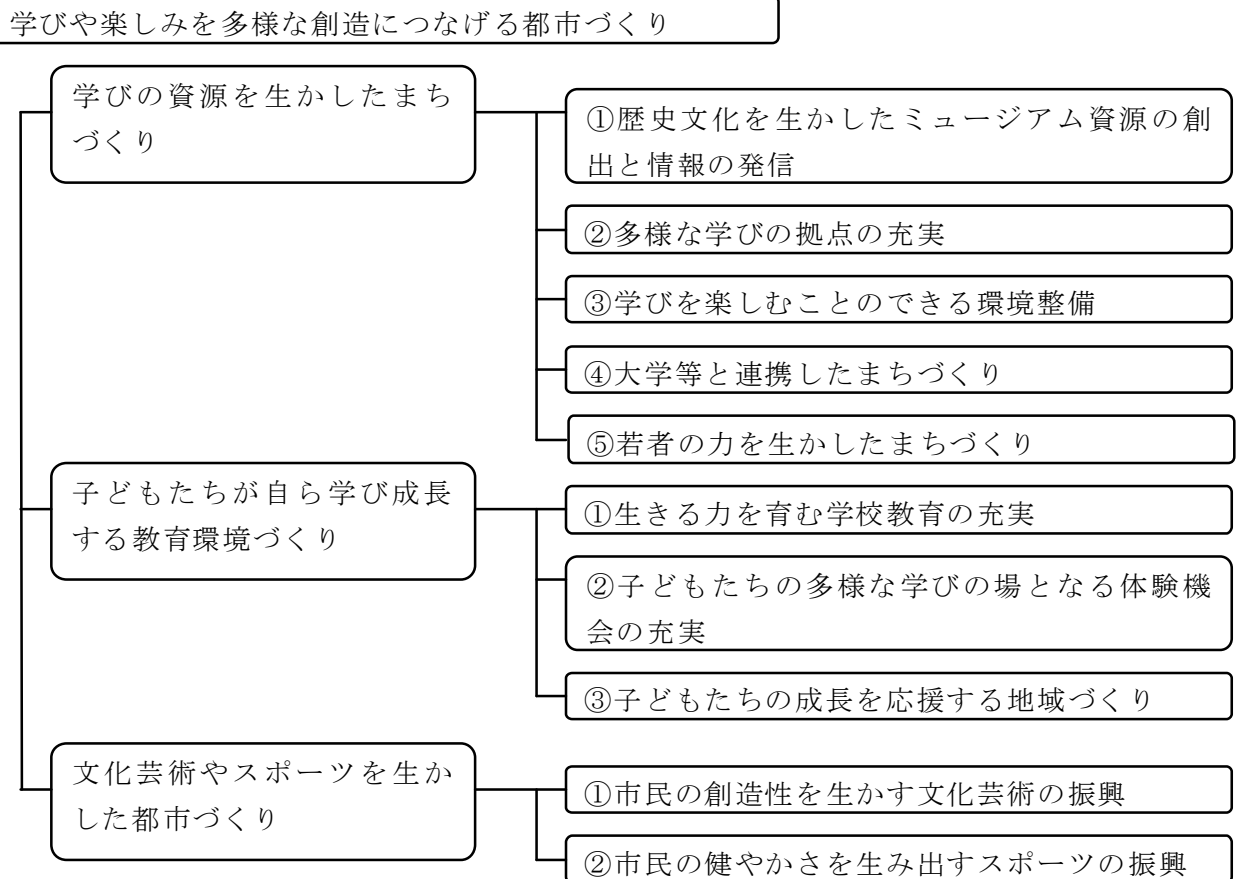 学びや楽しみを多様な創造につなげる都市づくり
学びの資源を生かしたまち
づくり
①歴史文化を生かしたミュージアム資源の創
出と情報の発信
②多様な学びの拠点の充実
③学びを楽しむことのできる環境整備
④大学等と連携したまちづくり
⑤若者の力を生かしたまちづくり
子どもたちが自ら学び成長
する教育環境づくり
①生きる力を育む学校教育の充実
②子どもたちの多様な学びの場となる体験機
会の充実
③子どもたちの成長を応援する地域づくり
文化芸術やスポーツを生か
した都市づくり
①市民の創造性を生かす文化芸術の振興
②市民の健やかさを生み出すスポーツの振興